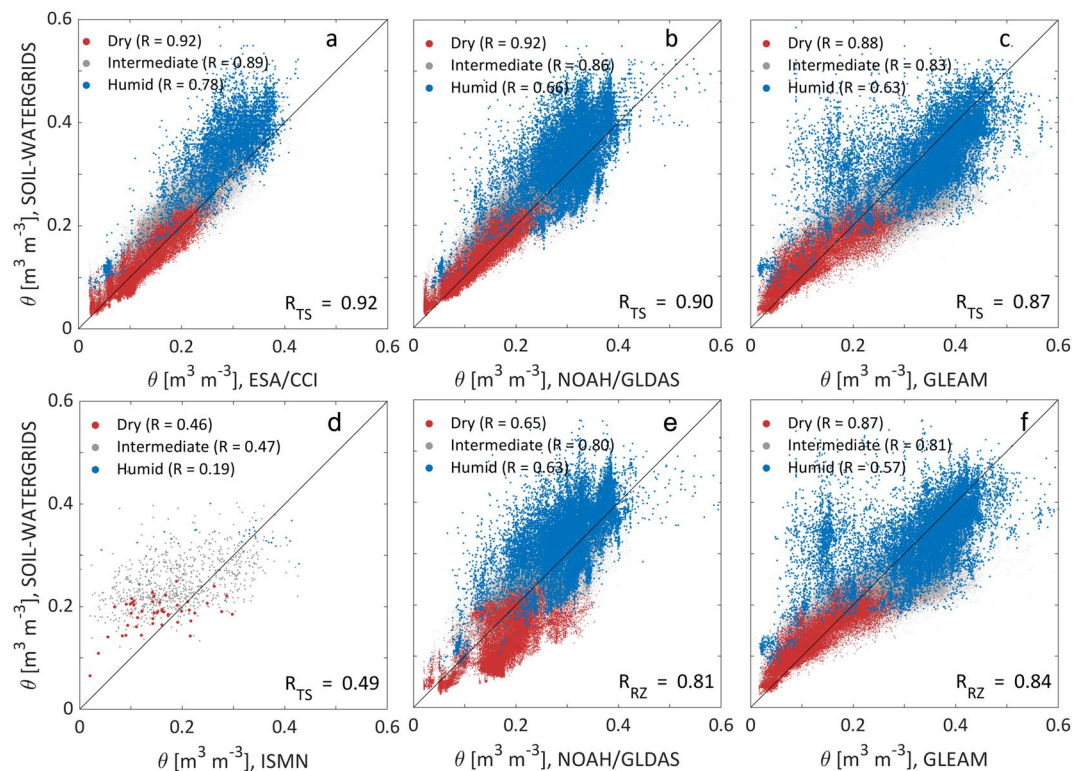 0.6
0.4
0.2
0
θ [m³ m⁻³], SOIL-WATERGRIDS
Dry (R = 0.92)
Intermediate (R = 0.89)
Humid (R = 0.78)
a
R_TS = 0.92
0 0.2 0.4 0.6
θ [m³ m⁻³], ESA/CCI
Dry (R = 0.92)
Intermediate (R = 0.86)
Humid (R = 0.66)
b
R_TS = 0.90
0 0.2 0.4 0.6
θ [m³ m⁻³], NOAH/GLDAS
Dry (R = 0.88)
Intermediate (R = 0.83)
Humid (R = 0.63)
c
R_TS = 0.87
0 0.2 0.4 0.6
θ [m³ m⁻³], GLEAM
0.6
0.4
0.2
0
θ [m³ m⁻³], SOIL-WATERGRIDS
Dry (R = 0.46)
Intermediate (R = 0.47)
Humid (R = 0.19)
d
R_TS = 0.49
0 0.2 0.4 0.6
θ [m³ m⁻³], ISMN
Dry (R = 0.65)
Intermediate (R = 0.80)
Humid (R = 0.63)
e
R_RZ = 0.81
0 0.2 0.4 0.6
θ [m³ m⁻³], NOAH/GLDAS
Dry (R = 0.87)
Intermediate (R = 0.81)
Humid (R = 0.57)
f
R_RZ = 0.84
0 0.2 0.4 0.6
θ [m³ m⁻³], GLEAM